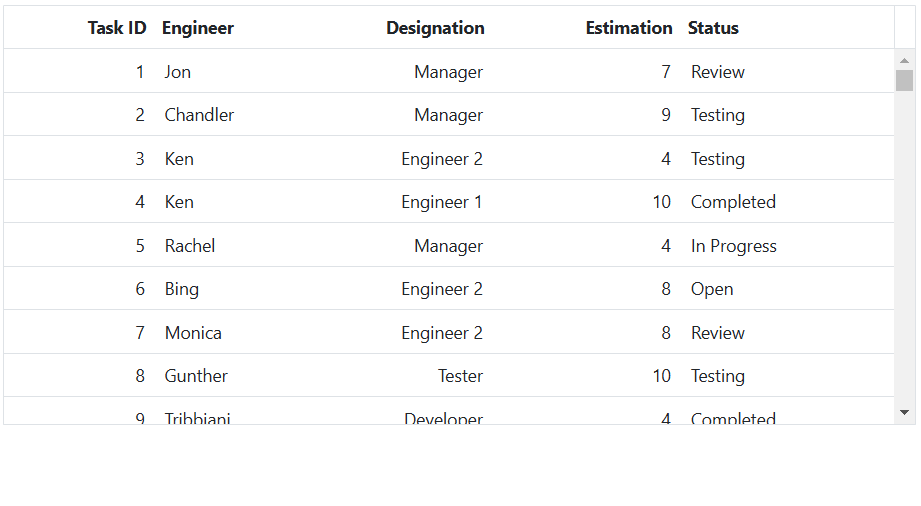 Task ID Engineer Designation Estimation Status
1 Jon Manager 7 Review
2 Chandler Manager 9 Testing
3 Ken Engineer 2 4 Testing
4 Ken Engineer 1 10 Completed
5 Rachel Manager 4 In Progress
6 Bing Engineer 2 8 Open
7 Monica Engineer 2 8 Review
8 Gunther Tester 10 Testing
9 Tribbiani Developer 4 Completed